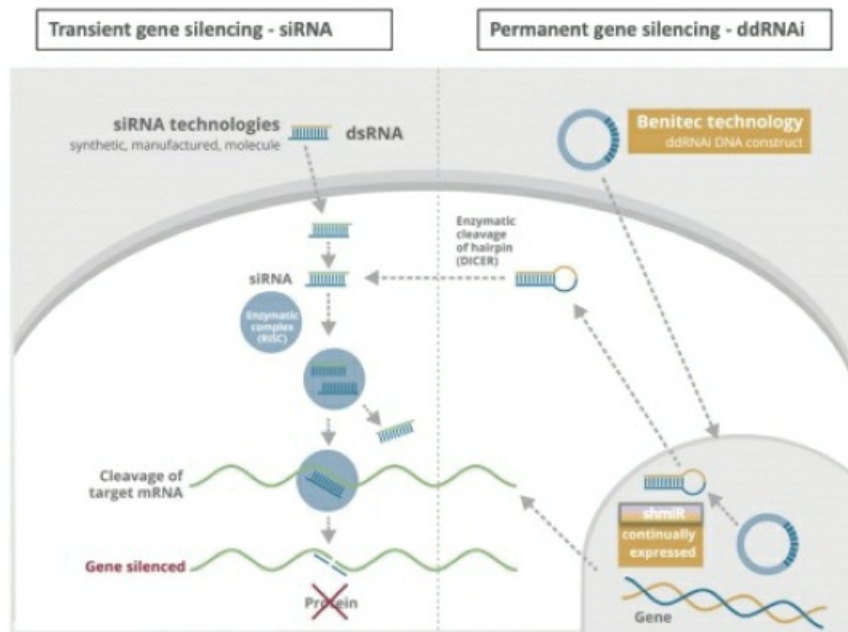 Transient gene silencing - siRNA
Permanent gene silencing - ddRNAi
siRNA technologies
synthetic, manufactured, molecule
dsRNA
Benitec technology
ddRNAi DNA construct
Enzymatic
cleavage
of hairpin
(DICER)
siRNA
Enzymatic
complex
(RISC)
Cleavage of
target mRNA
shmiR
continually
expressed
Gene silenced
Protein
Gene